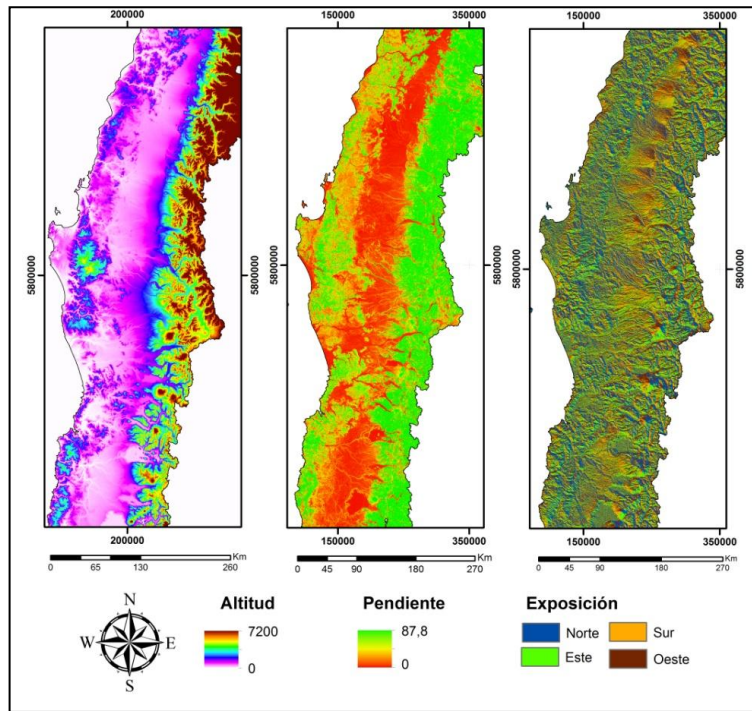 200000
150000 350000
150000 350000
5800000
5800000
5800000
5800000
5800000
200000
150000 350000
150000 350000
Km
0 65 130 260
Km
0 45 90 180 270
Km
0 45 90 180 270
N
W E
S
Altitud
7200
0
Pendiente
87,8
0
Exposición
Norte
Sur
Este
Oeste